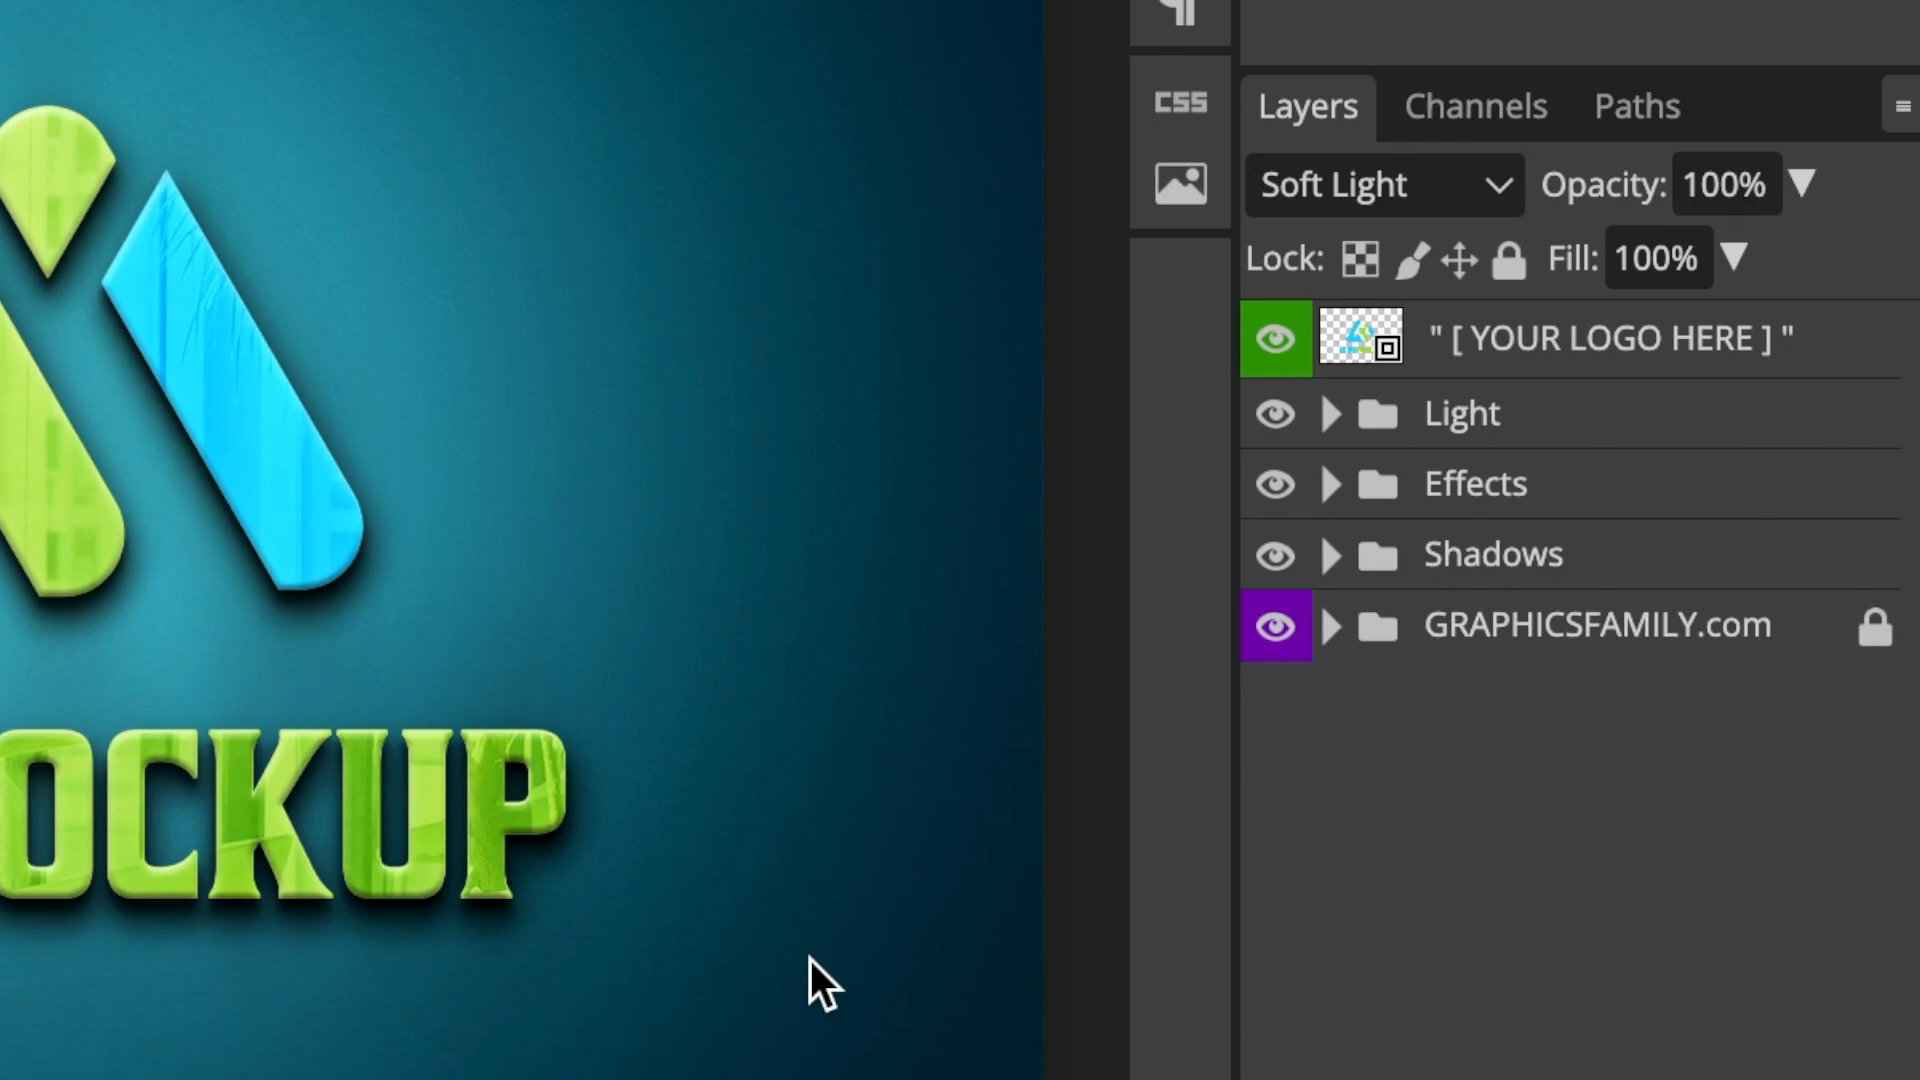 ¶
CSS
Layers Channels Paths
Soft Light Opacity: 100%
Lock: Fill: 100%
" [ YOUR LOGO HERE ] "
Light
Effects
Shadows
GRAPHICSFAMILY.com
OCKUP